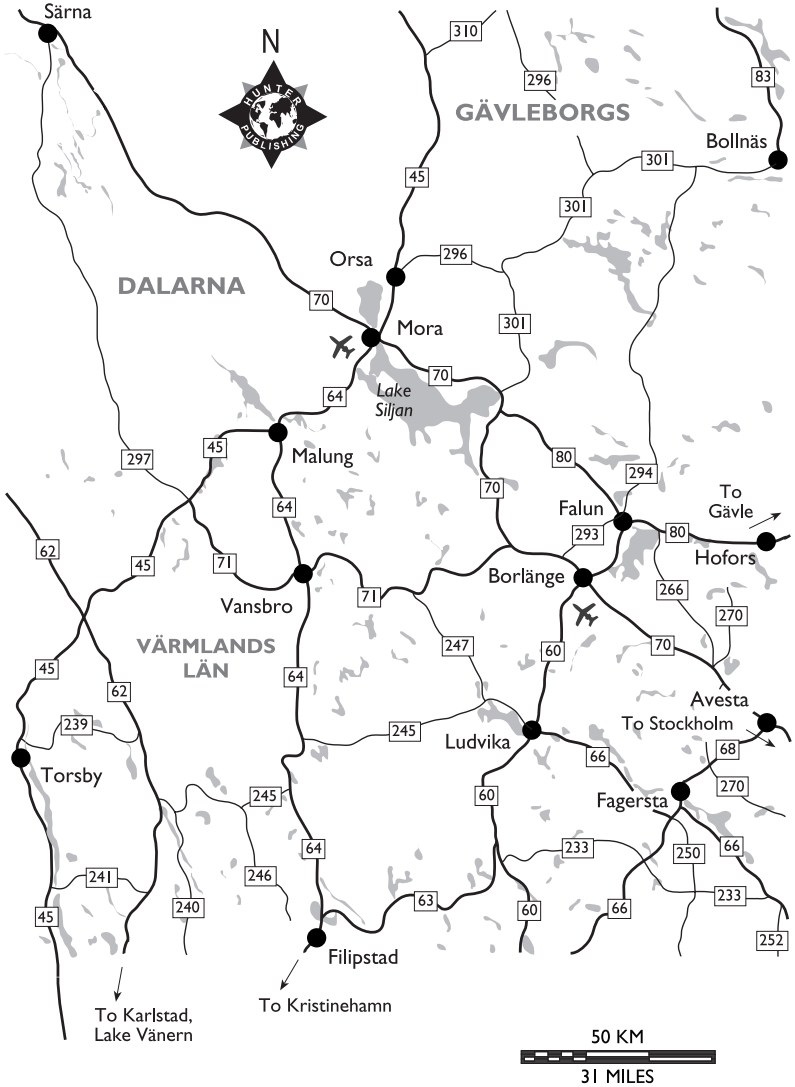 Särna
310
N
296
83
HUNTER
PUBLISHING
GÄVLEBORGS
Bollnäs
301
45
301
Orsa
296
DALARNA
70
301
Mora
70
Lake
Siljan
64
45
Malung
297
80
294
70
To
Gävle
64
Falun
80
293
Hofors
62
45
71
Borlänge
266
Vansbro
71
270
VÄRMLANDS
LÄN
247
60
70
45
64
62
Avesta
239
245
To Stockholm
Ludvika
68
66
Torsby
270
245
60
Fagersta
64
233
250
66
241
246
63
233
240
45
60
66
252
Filipstad
To Kristinehamn
To Karlstad,
Lake Vänern
50 KM
31 MILES